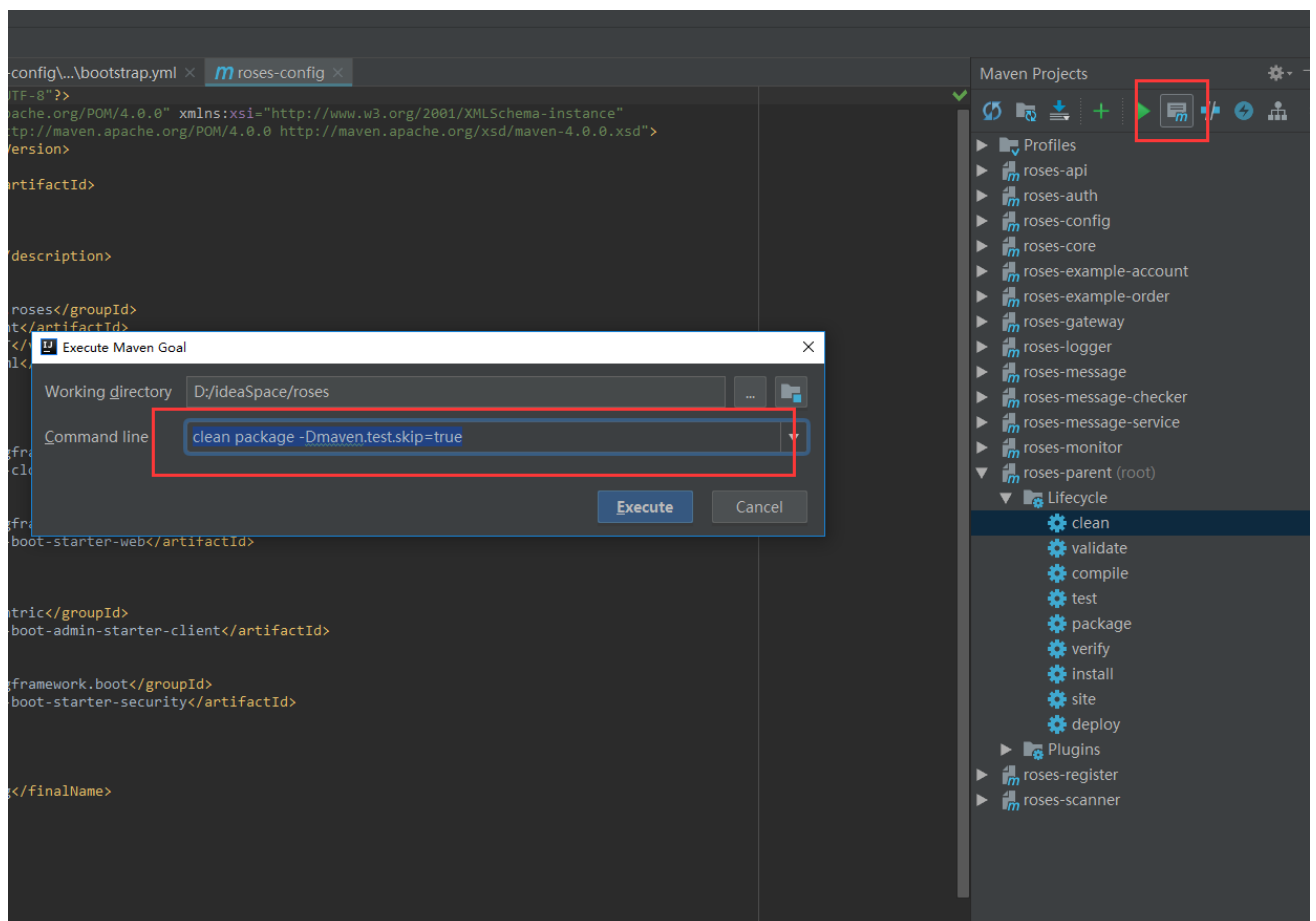 -config\...\bootstrap.yml
m roses-config
UTF-8"?>
pache.org/POM/4.0.0" xmlns:xsi="http://www.w3.org/2001/XMLSchema-instance"
ttp://maven.apache.org/POM/4.0.0 http://maven.apache.org/xsd/maven-4.0.0.xsd">
Version>
artifactId>
/description>
roses</groupId>
nt</artifactId>
Execute Maven Goal
Working directory
D:/ideaSpace/roses
...
Command line
clean package -Dmaven.test.skip=true
Execute
Cancel
gfra
-clo
gfra
-boot-starter-web</artifactId>
ntric</groupId>
-boot-admin-starter-client</artifactId>
gframework.boot</groupId>
-boot-starter-security</artifactId>
g</finalName>
Maven Projects
Profiles
roses-api
roses-auth
roses-config
roses-core
roses-example-account
roses-example-order
roses-gateway
roses-logger
roses-message
roses-message-checker
roses-message-service
roses-monitor
roses-parent (root)
Lifecycle
clean
validate
compile
test
package
verify
install
site
deploy
Plugins
roses-register
roses-scanner